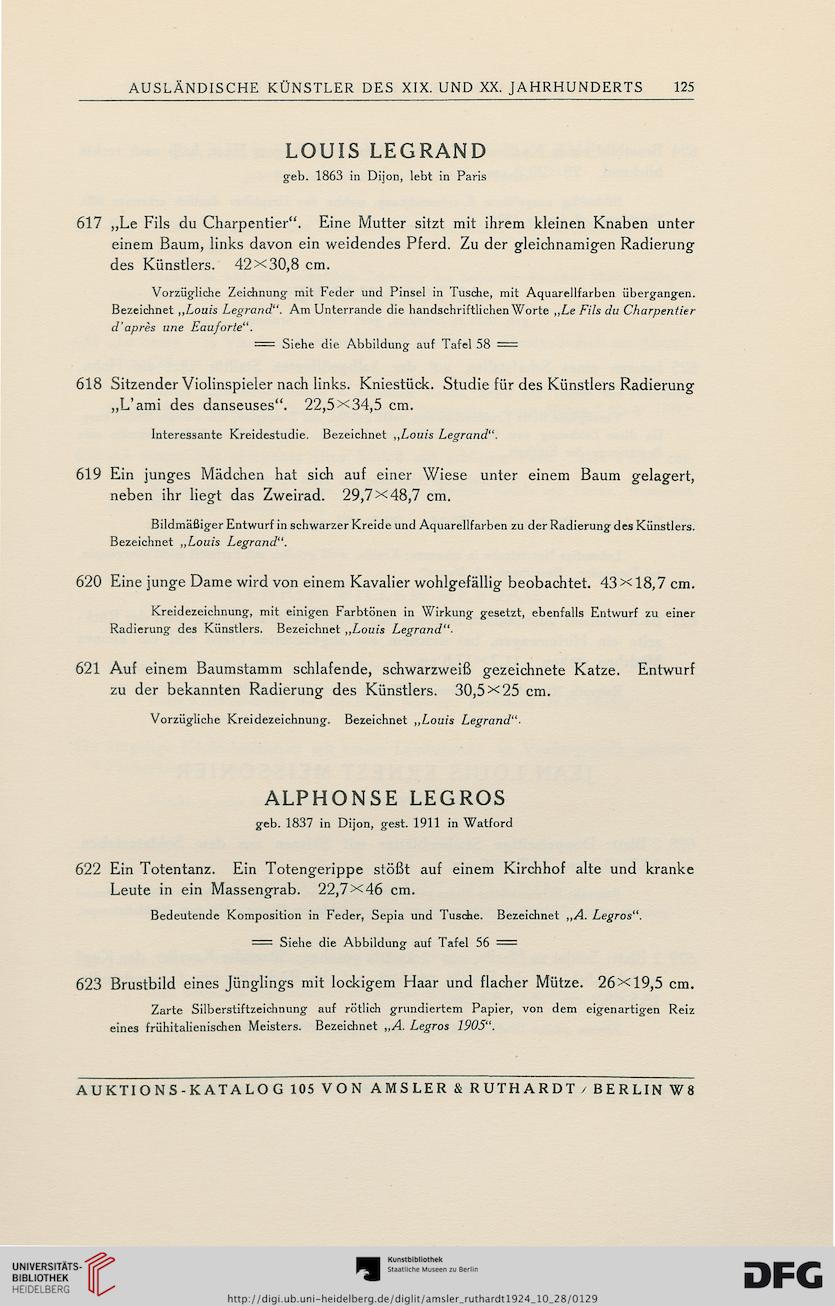 AUSLÄNDISCHE KÜNSTLER DES XIX. UND XX. JAHRHUNDERTS 125
LOUIS LEGRAND
geb. 1863 in Dijon, lebt in Paris
617 „Le Fils du Charpentier“. Eine Mutter sitzt mit ihrem kleinen Knaben unter
einem Baum, links davon ein weidendes Pferd. Zu der gleichnamigen Radierung
des Künstlers. 42×30,8 cm.
Vorzügliche Zeichnung mit Feder und Pinsel in Tusche, mit Aquarellfarben übergangen.
Bezeichnet „Louis Legrand“. Am Unterrande die handschriftlichen Worte „Le Fils du Charpentier
d'après une Eauforte“.
== Siehe die Abbildung auf Tafel 58 ==
618 Sitzender Violinspieler nach links. Kniestück. Studie für des Künstlers Radierung
„L'ami des danseuses“. 22,5×34,5 cm.
Interessante Kreidestudie. Bezeichnet „Louis Legrand“.
619 Ein junges Mädchen hat sich auf einer Wiese unter einem Baum gelagert,
neben ihr liegt das Zweirad. 29,7×48,7 cm.
Bildmäßiger Entwurf in schwarzer Kreide und Aquarellfarben zu der Radierung des Künstlers.
Bezeichnet „Louis Legrand“.
620 Eine junge Dame wird von einem Kavalier wohlgefällig beobachtet. 43×18,7 cm.
Kreidezeichnung, mit einigen Farbtönen in Wirkung gesetzt, ebenfalls Entwurf zu einer
Radierung des Künstlers. Bezeichnet „Louis Legrand“.
621 Auf einem Baumstamm schlafende, schwarzweiß gezeichnete Katze. Entwurf
zu der bekannten Radierung des Künstlers. 30,5×25 cm.
Vorzügliche Kreidezeichnung. Bezeichnet „Louis Legrand“.
ALPHONSE LEGROS
geb. 1837 in Dijon, gest. 1911 in Watford
622 Ein Totentanz. Ein Totengerippe stößt auf einem Kirchhof alte und kranke
Leute in ein Massengrab. 22,7×46 cm.
Bedeutende Komposition in Feder, Sepia und Tusche. Bezeichnet „A. Legros“.
== Siehe die Abbildung auf Tafel 56 ==
623 Brustbild eines Jünglings mit lockigem Haar und flacher Mütze. 26×19,5 cm.
Zarte Silberstiftzeichnung auf rötlich grundiertem Papier, von dem eigenartigen Reiz
eines frühitalienischen Meisters. Bezeichnet „A. Legros 1905“.
AUKTIONS-KATALOG 105 VON AMSLER & RUTHARDT / BERLIN W8
UNIVERSITÄTS-
BIBLIOTHEK
HEIDELBERG
Kunstbibliothek
Staatliche Museen zu Berlin
DFG
http://digi.ub.uni-heidelberg.de/diglit/amsler_ruthardt1924_10_28/0129